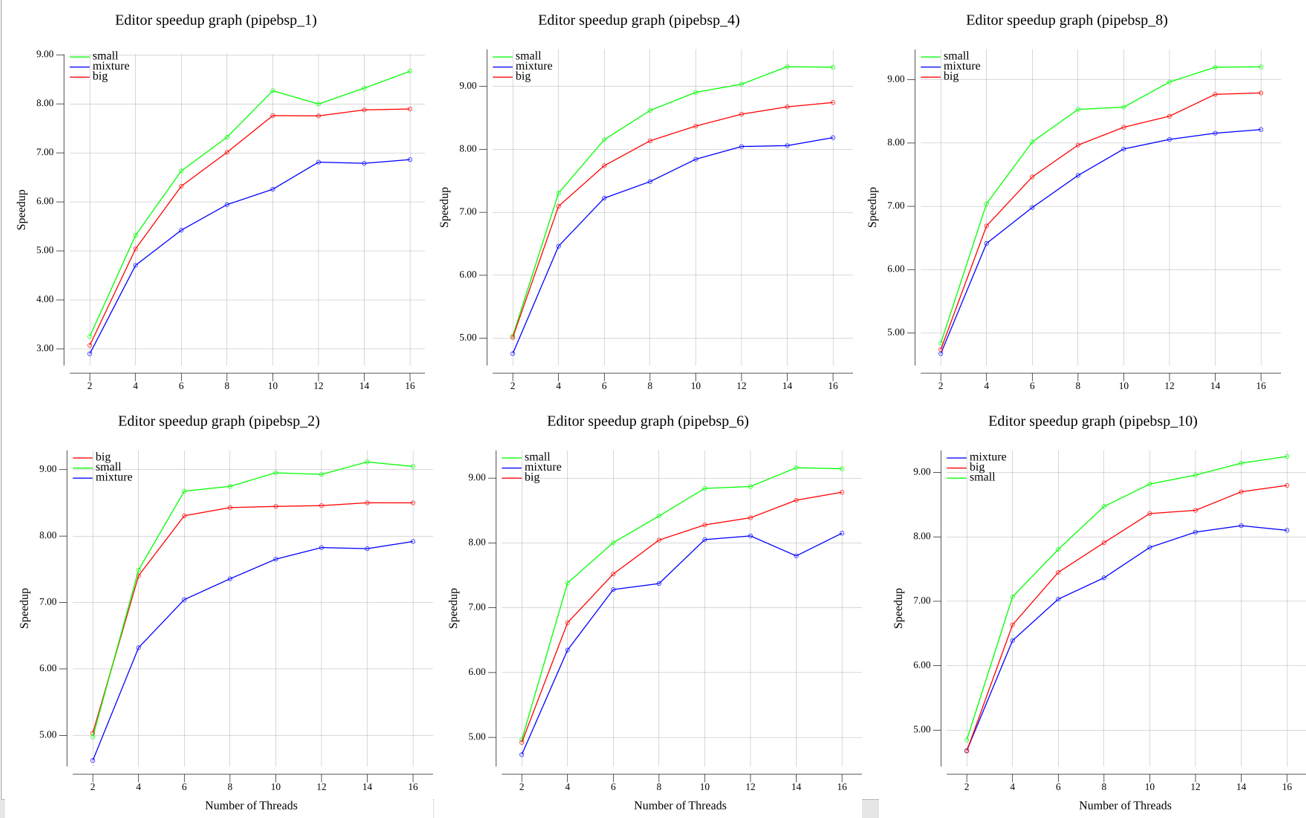 Editor speedup graph (pipebsp_1)
small
mixture
big
9.00
8.00
7.00
6.00
5.00
4.00
3.00
Speedup
2 4 6 8 10 12 14 16
Editor speedup graph (pipebsp_4)
small
mixture
big
9.00
8.00
7.00
6.00
5.00
Speedup
2 4 6 8 10 12 14 16
Editor speedup graph (pipebsp_8)
small
mixture
big
9.00
8.00
7.00
6.00
5.00
Speedup
2 4 6 8 10 12 14 16
Editor speedup graph (pipebsp_2)
big
small
mixture
9.00
8.00
7.00
6.00
5.00
Speedup
2 4 6 8 10 12 14 16
Number of Threads
Editor speedup graph (pipebsp_6)
small
mixture
big
9.00
8.00
7.00
6.00
5.00
Speedup
2 4 6 8 10 12 14 16
Number of Threads
Editor speedup graph (pipebsp_10)
mixture
big
small
9.00
8.00
7.00
6.00
5.00
Speedup
2 4 6 8 10 12 14 16
Number of Threads